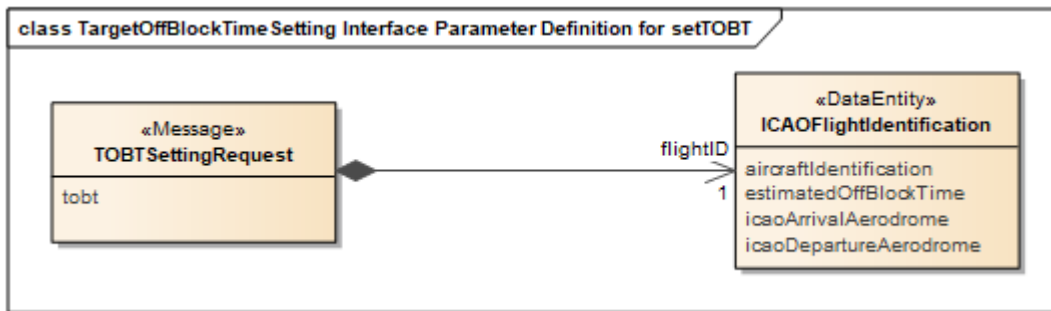 class TargetOffBlockTimeSetting Interface Parameter Definition for setTOBT
«Message»
TOBTSettingRequest
tobt
flightID
1
«DataEntity»
ICAOFlightIdentification
aircraftIdentification
estimatedOffBlockTime
icaoArrivalAerodrome
icaoDepartureAerodrome